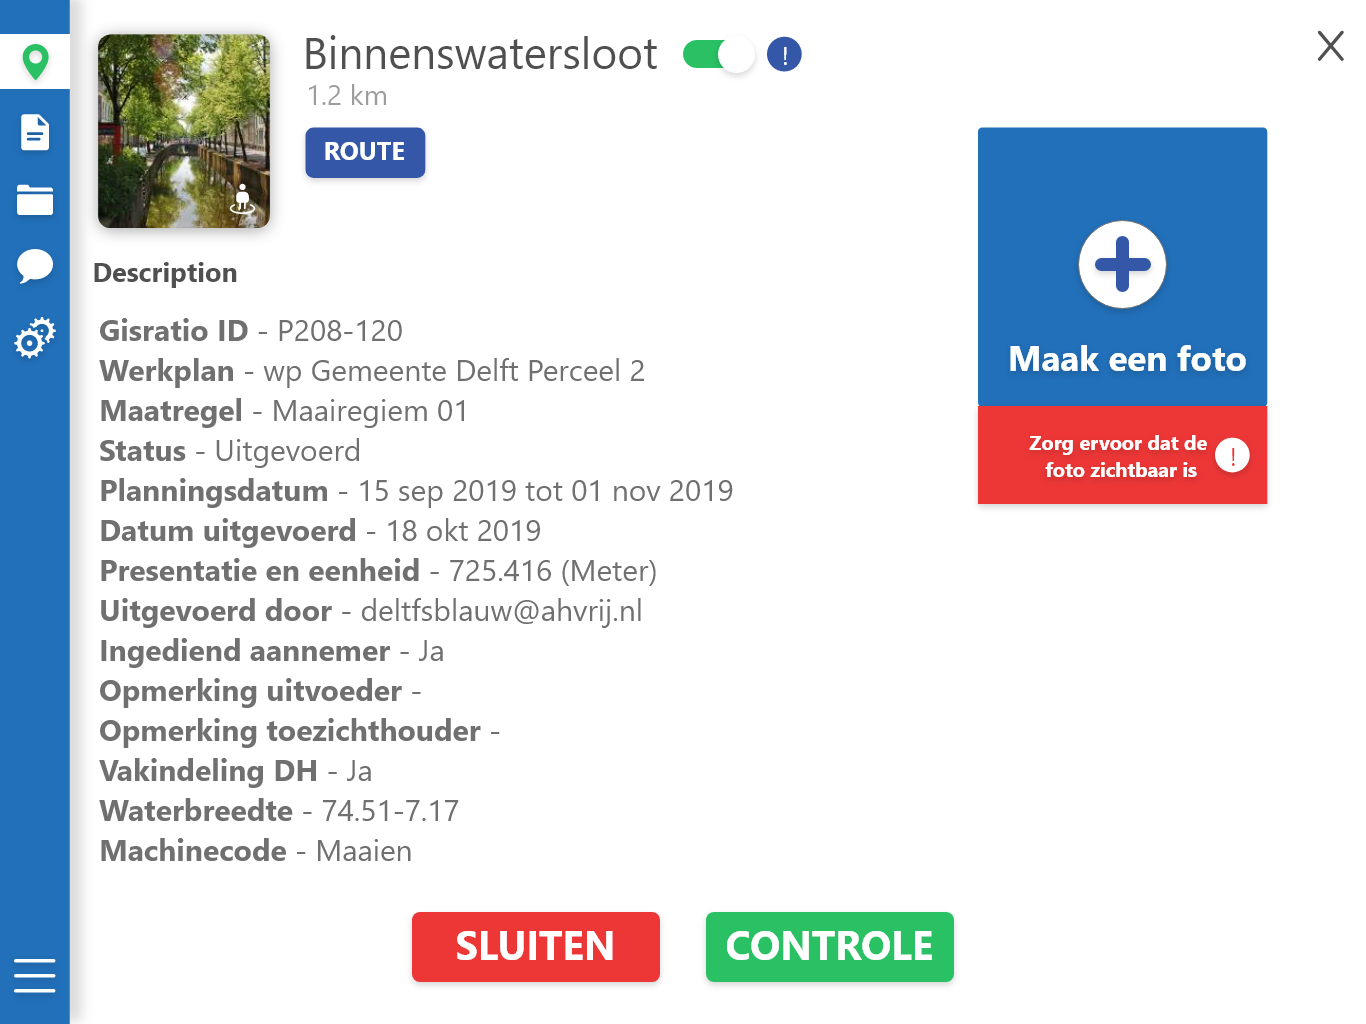 Binnenswatersloot
!
X
1.2 km
ROUTE
Description
Gisratio ID - P208-120
Werkplan - wp Gemeente Delft Perceel 2
Maatregel - Maairegiem 01
Status - Uitgevoerd
Planningsdatum - 15 sep 2019 tot 01 nov 2019
Datum uitgevoerd - 18 okt 2019
Presentatie en eenheid - 725.416 (Meter)
Uitgevoerd door - deltfsblauw@ahvrij.nl
Ingediend aannemer - Ja
Opmerking uitvoeder -
Opmerking toezichthouder -
Vakindeling DH - Ja
Waterbreedte - 74.51-7.17
Machinecode - Maaien
Maak een foto
Zorg ervoor dat de
foto zichtbaar is
!
SLUITEN
CONTROLE